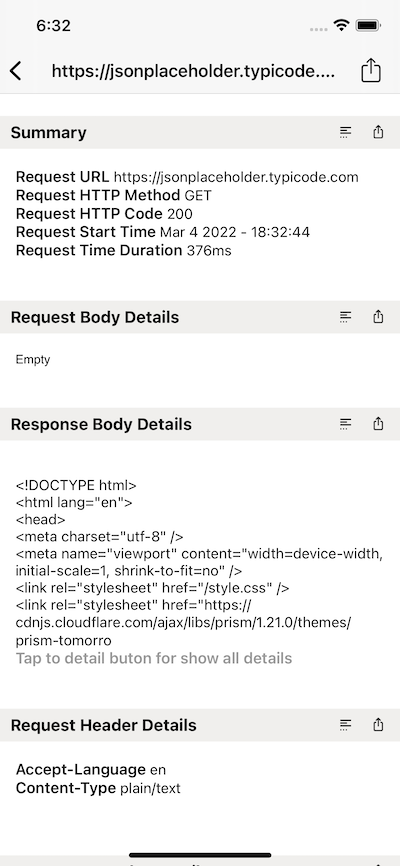 6:32
https://jsonplaceholder.typicode....
Summary
Request URL https://jsonplaceholder.typicode.com
Request HTTP Method GET
Request HTTP Code 200
Request Start Time Mar 4 2022 - 18:32:44
Request Time Duration 376ms
Request Body Details
Empty
Response Body Details
<!DOCTYPE html>
<html lang="en">
<head>
<meta charset="utf-8" />
<meta name="viewport" content="width=device-width,
initial-scale=1, shrink-to-fit=no" />
<link rel="stylesheet" href="/style.css" />
<link rel="stylesheet" href="https://
cdnjs.cloudflare.com/ajax/libs/prism/1.21.0/themes/
prism-tomorro
Tap to detail buton for show all details
Request Header Details
Accept-Language en
Content-Type plain/text